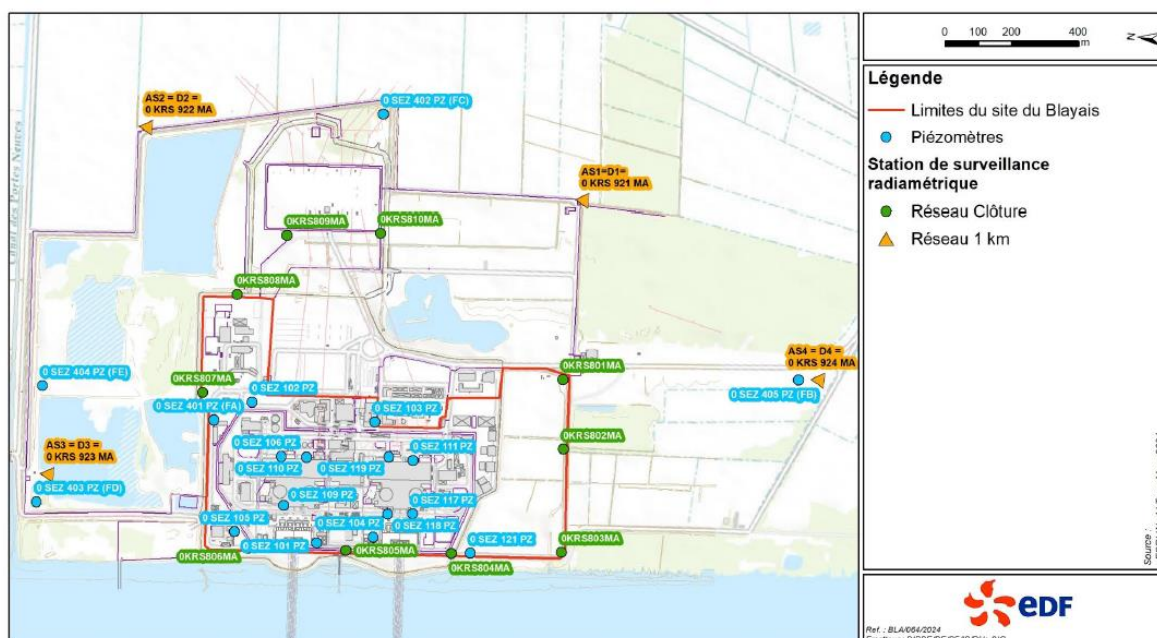 0 100 200 400
m
N
Légende
Limites du site du Blayais
Piézomètres
Station de surveillance
radiamétrique
Réseau Clôture
Réseau 1 km
Canal des Portes Neuves
AS2 = D2 =
0 KRS 922 MA
0 SEZ 402 PZ (FC)
AS1=D1=
0 KRS 921 MA
0KRS809MA
0KRS810MA
0KRS808MA
0 SEZ 404 PZ (FE)
0KRS807MA
0 SEZ 102 PZ
0 SEZ 401 PZ (FA)
0 SEZ 103 PZ
0KRS801MA
AS4 = D4 =
0 KRS 924 MA
0 SEZ 405 PZ (FB)
AS3 = D3 =
0 KRS 923 MA
0 SEZ 403 PZ (FD)
0 SEZ 106 PZ
0 SEZ 111 PZ
0 SEZ 110 PZ
0 SEZ 119 PZ
0KRS802MA
0 SEZ 109 PZ
0 SEZ 117 PZ
0 SEZ 105 PZ
0 SEZ 104 PZ
0 SEZ 118 PZ
0 SEZ 101 PZ
0 SEZ 121 PZ
0KRS806MA
0KRS805MA
0KRS804MA
0KRS803MA
Source :
eDF
Ref. : BLA/064/2024